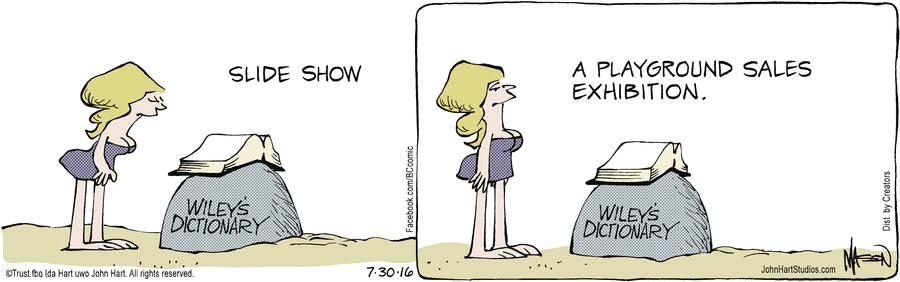 SLIDE SHOW
WILEY'S
DICTIONARY
©Trust.fbo Ida Hart uwo John Hart. All rights reserved.
7-30-16
Facebook.com/BCcomic
A PLAYGROUND SALES
EXHIBITION.
WILEY'S
DICTIONARY
JohnHartStudios.com
MASON
Dist. by Creators